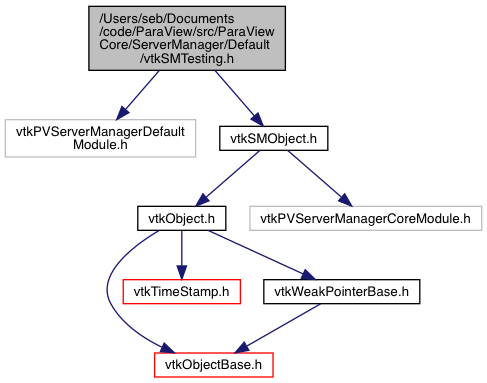 /Users/seb/Documents
/code/ParaView/src/ParaView
Core/ServerManager/Default
/vtkSMTesting.h
vtkPVServerManagerDefault
Module.h
vtkSMObject.h
vtkObject.h
vtkPVServerManagerCoreModule.h
vtkTimeStamp.h
vtkWeakPointerBase.h
vtkObjectBase.h